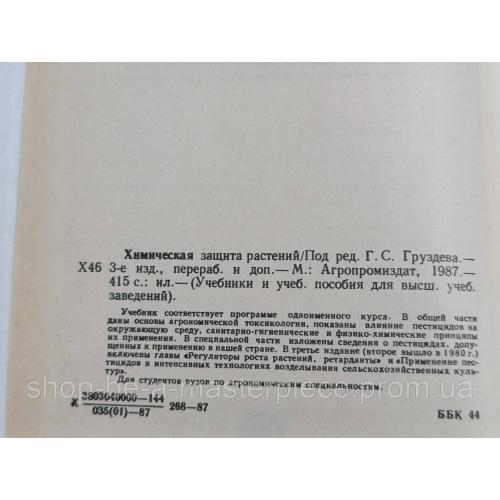 Химическая защита растений/Под ред. Г. С. Груздева.—
Х46 3-е изд., перераб. и доп.— М.: Агропромиздат, 1987.—
415 с.: ил.— (Учебники и учеб. пособия для высш. учеб.
заведений).
Учебник соответствует программе одноименного курса. В общей части
даны основы агрономической токсикологии, показаны влияние пестицидов на
окружающую среду, санитарно-гигиенические и физико-химические принципы
их применения. В специальной части изложены сведения о пестицидах, допу-
щенных к применению в нашей стране. В третье издание (второе вышло в 1980 г.)
включены главы «Регуляторы роста растений, ретарданты» и «Применение пес-
тицидов в интенсивных технологиях возделывания сельскохозяйственных куль-
тур».
Для студентов вузов по агрономическим специальностям.
shop-be-a-masterpiece.prom.ua
Х 3803040000—144
035(01)—87 268—87
ББК 44